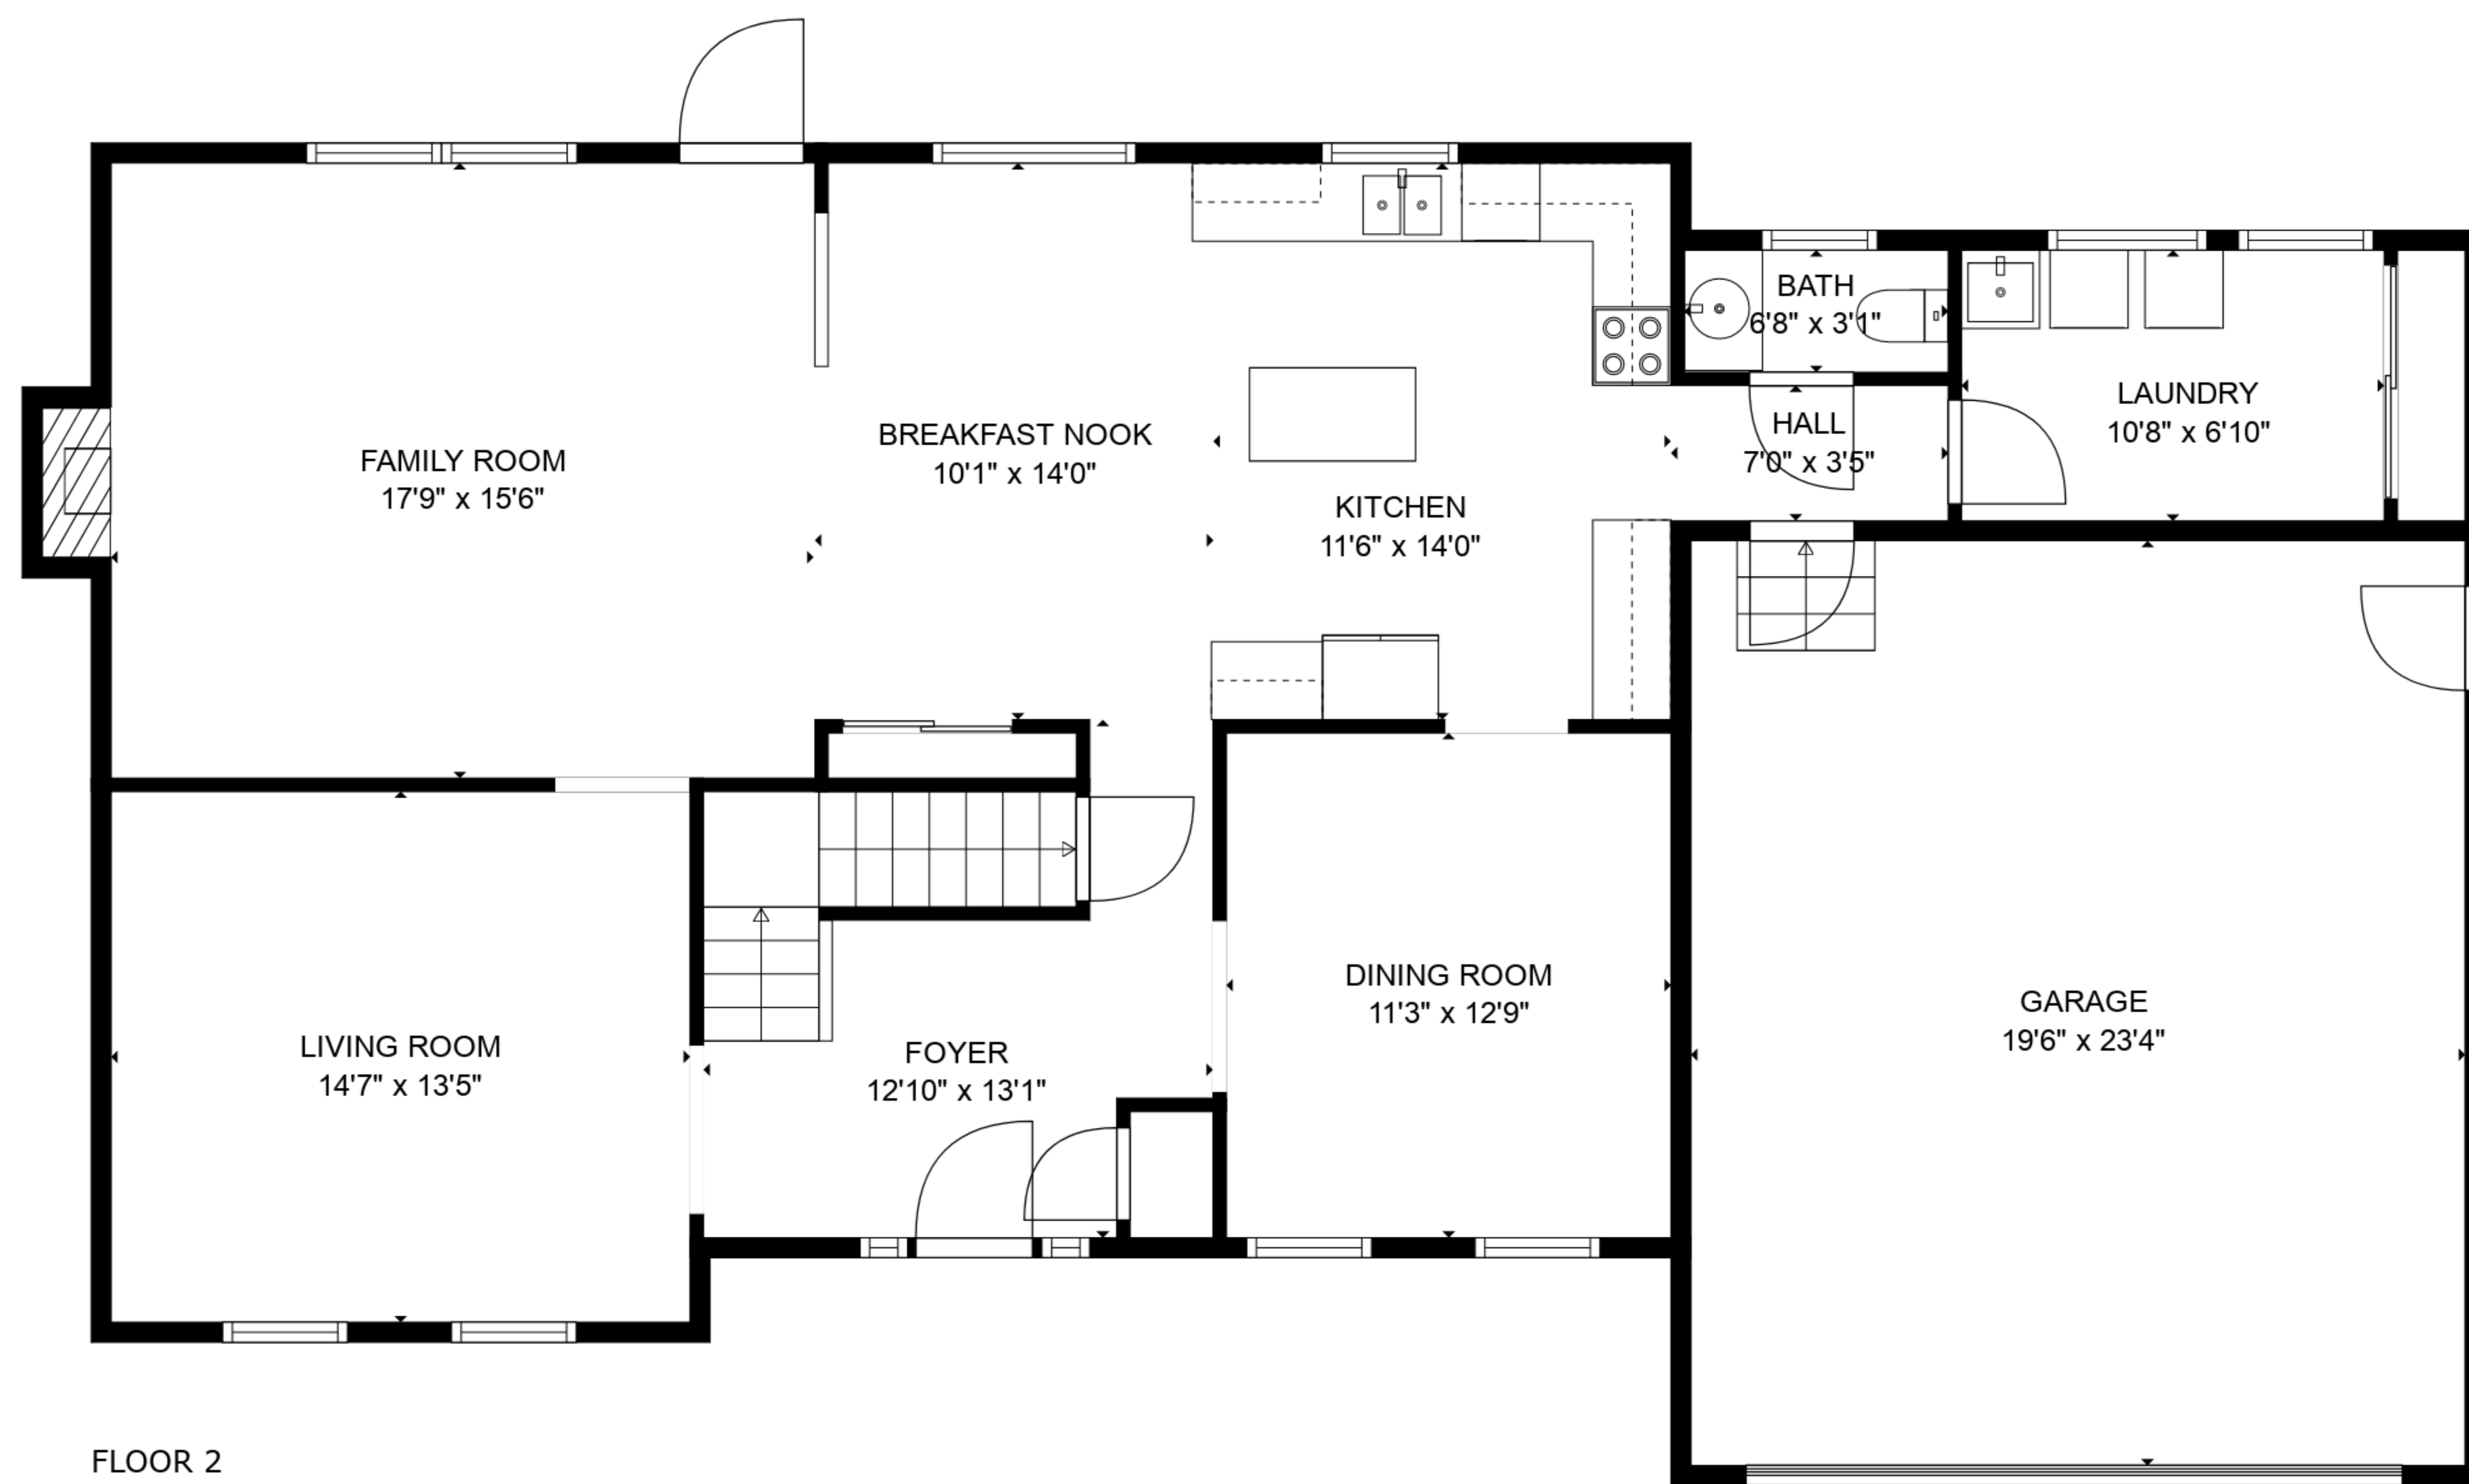 BATH
6'8" x 3'1"
LAUNDRY
10'8" x 6'10"
HALL
7'0" x 3'5"
BREAKFAST NOOK
10'1" x 14'0"
FAMILY ROOM
17'9" x 15'6"
KITCHEN
11'6" x 14'0"
DINING ROOM
11'3" x 12'9"
GARAGE
19'6" x 23'4"
LIVING ROOM
14'7" x 13'5"
FOYER
12'10" x 13'1"
FLOOR 2